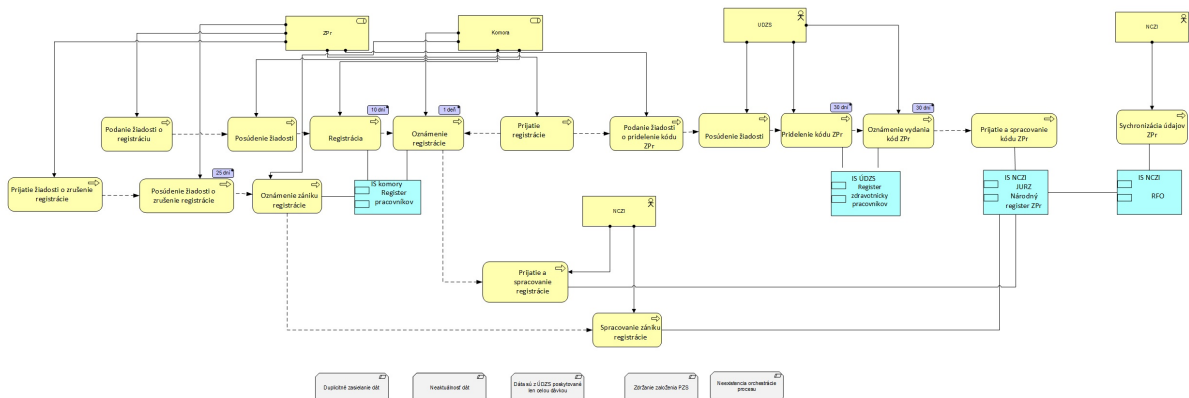 ZPr
Komora
ÚDZS
NCZI
10 dní
1 deň
30 dní
30 dní
Podanie žiadosti o
registráciu
Posúdenie žiadosti
Registrácia
Oznámenie
registrácie
Prijatie
registrácie
Podanie žiadosti
o pridelenie kódu
ZPr
Posúdenie žiadosti
Pridelenie kódu ZPr
Oznámenie vydania
kód ZPr
Prijatie a spracovanie
kódu ZPr
Sychronizácia údajov
ZPr
25 dní
Prijatie žiadosti o zrušenie
registrácie
Posúdenie žiadosti o
zrušenie registrácie
Oznámenie zániku
registrácie
IS komory
Register
pracovníkov
IS ÚDZS
Register
zdravotnícky
pracovníkov
IS NCZI
JURZ
Národný
register ZPr
IS NCZI
RFO
NCZI
Prijatie a
spracovanie
registrácie
Spracovanie zániku
registrácie
Duplicitné zasielanie dát
Neaktuálnosť dát
Dáta sú z ÚDZS poskytované
len celou dávkou
Zdržanie založenia PZS
Neexistencia orchestrácie
procesu